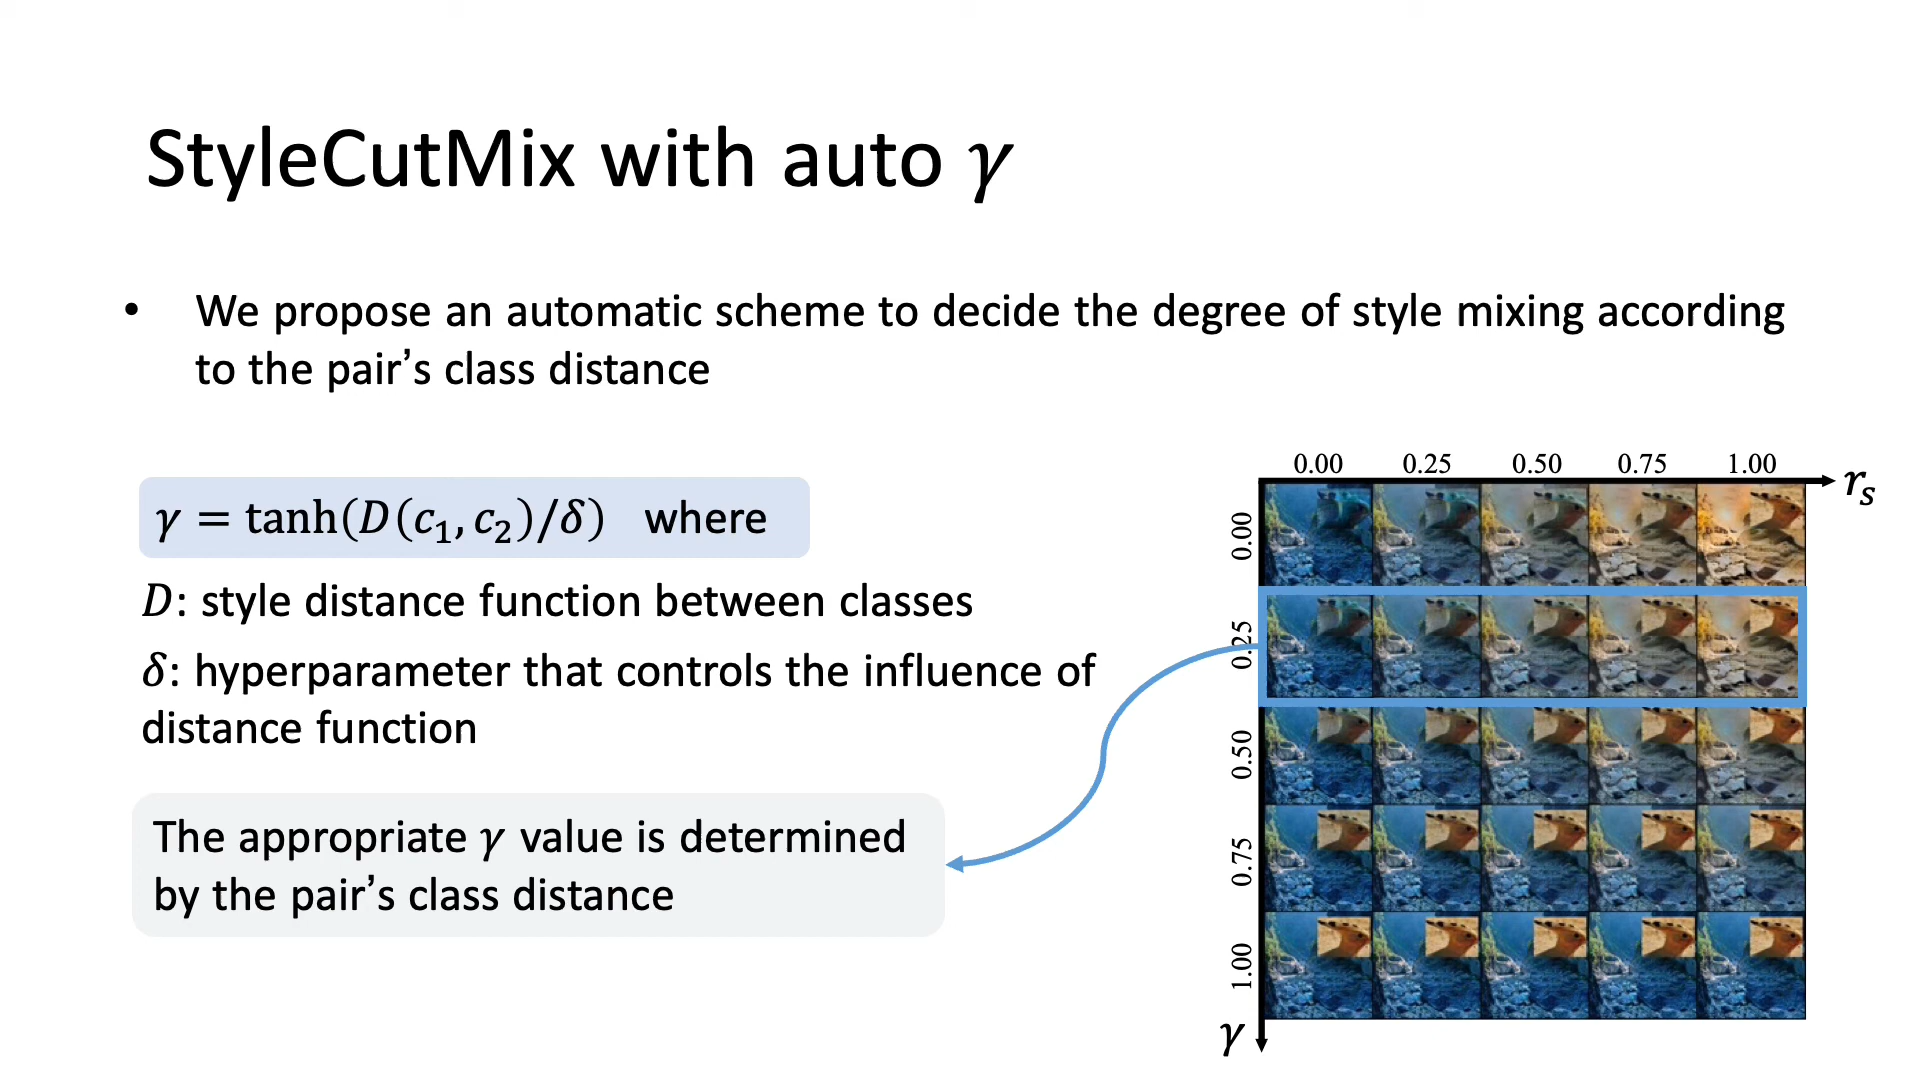 StyleCutMix with auto γ
• We propose an automatic scheme to decide the degree of style mixing according
to the pair’s class distance
γ = tanh(D(c₁, c₂)/δ) where
D: style distance function between classes
δ: hyperparameter that controls the influence of
distance function
The appropriate γ value is determined
by the pair’s class distance
0.00 0.25 0.50 0.75 1.00
rₛ
0.00
0.25
0.50
0.75
1.00
γ